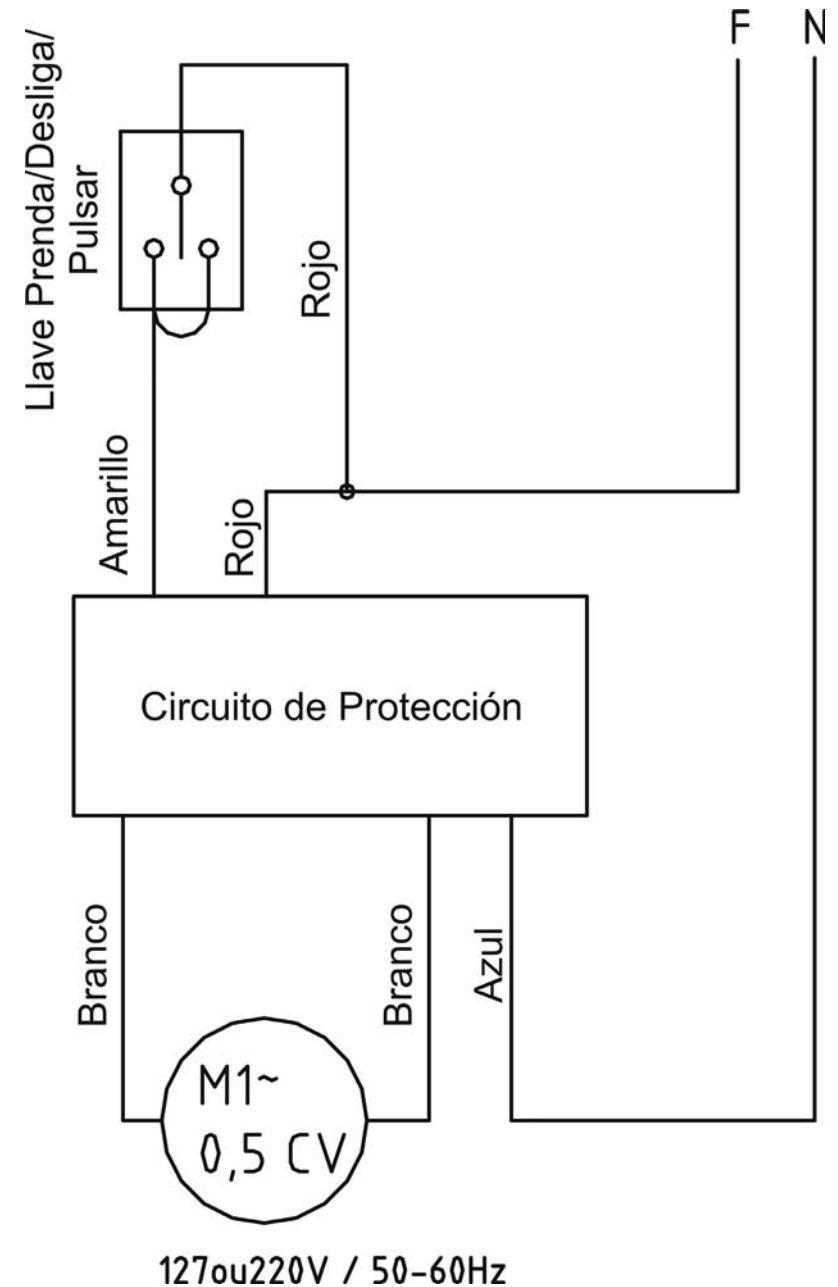 F
N
Llave Prenda/Desliga/
Pulsar
Rojo
Amarillo
Rojo
Circuito de Protección
Branco
Branco
Azul
M1~
0,5 CV
127ou220V / 50-60Hz